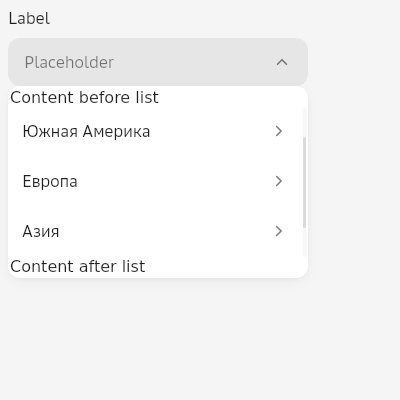 Label
Placeholder
Content before list
Южная Америка
Европа
Азия
Content after list